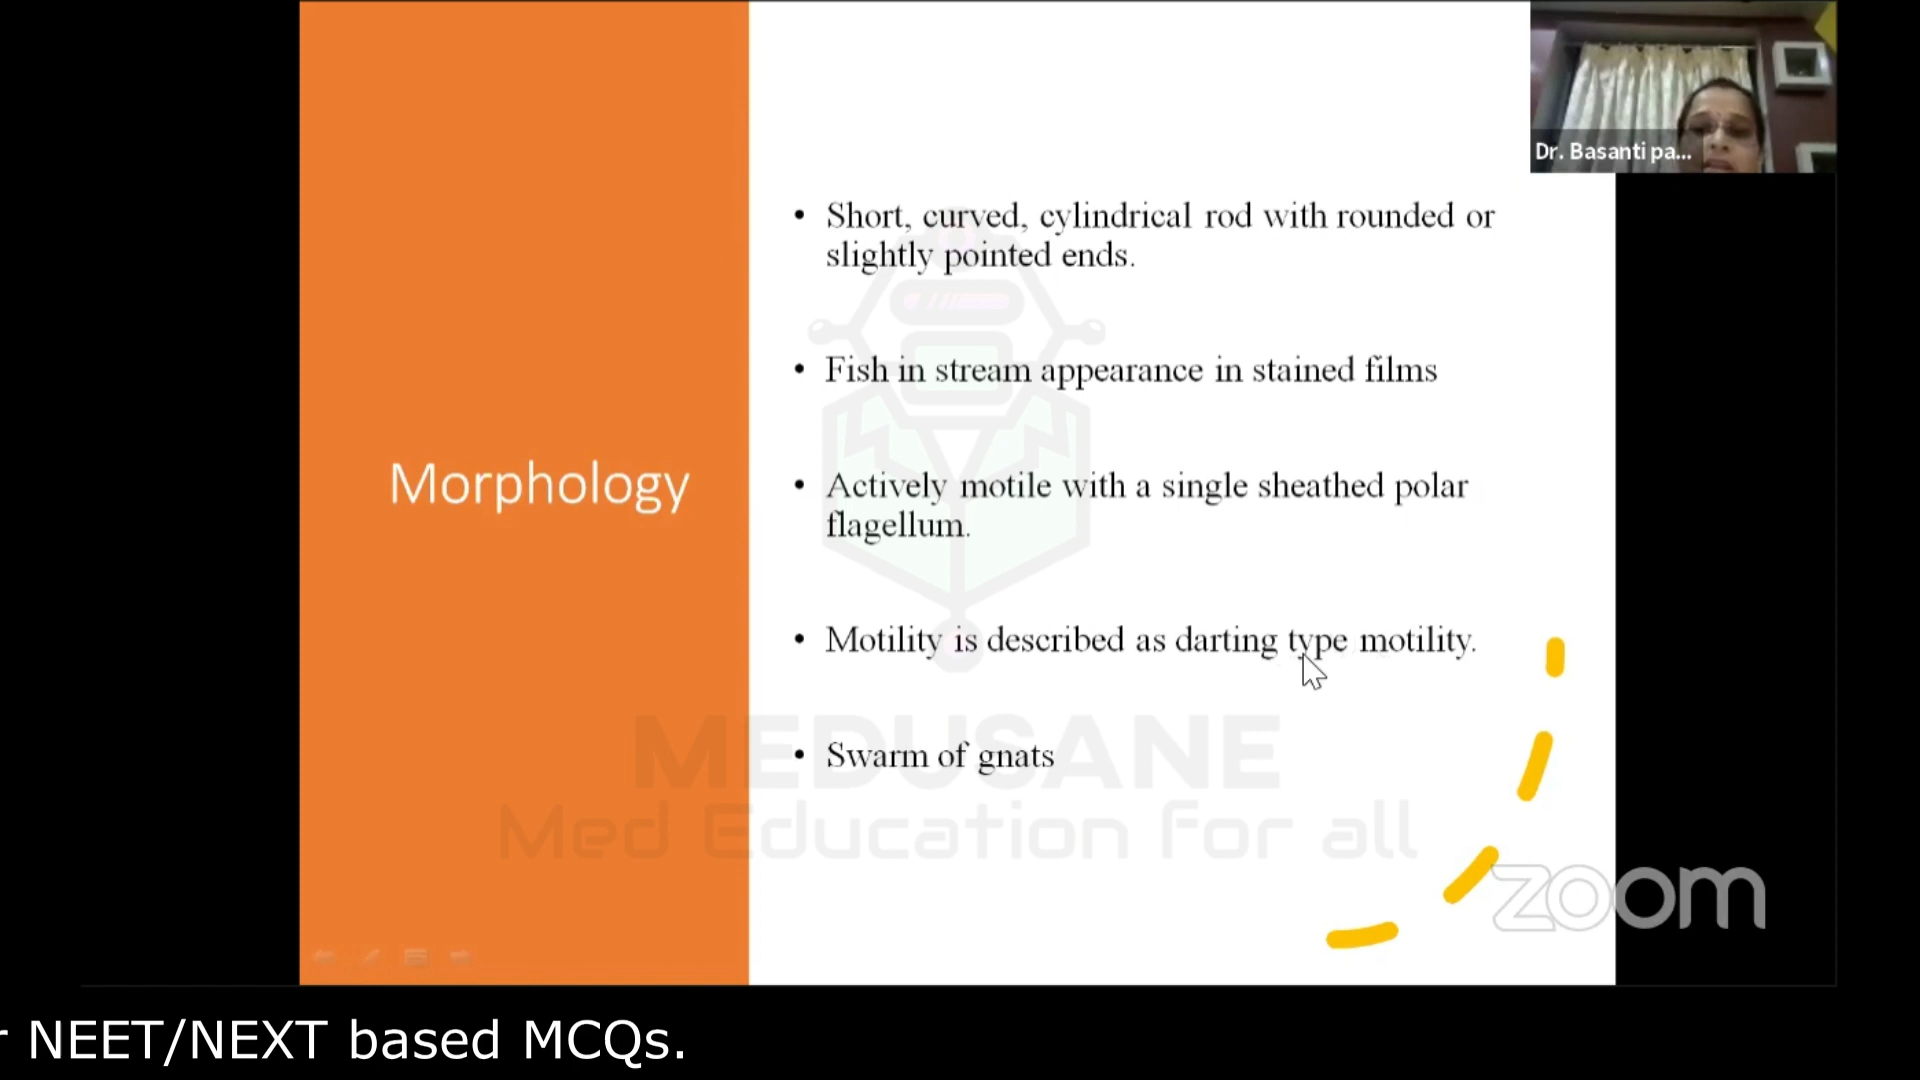 Dr. Basanti pa...
• Short, curved, cylindrical rod with rounded or
slightly pointed ends.
• Fish in stream appearance in stained films
Morphology
• Actively motile with a single sheathed polar
flagellum.
• Motility is described as darting type motility.
• Swarm of gnats
MEDUSANE
Med Education for all
zoom
r NEET/NEXT based MCQs.